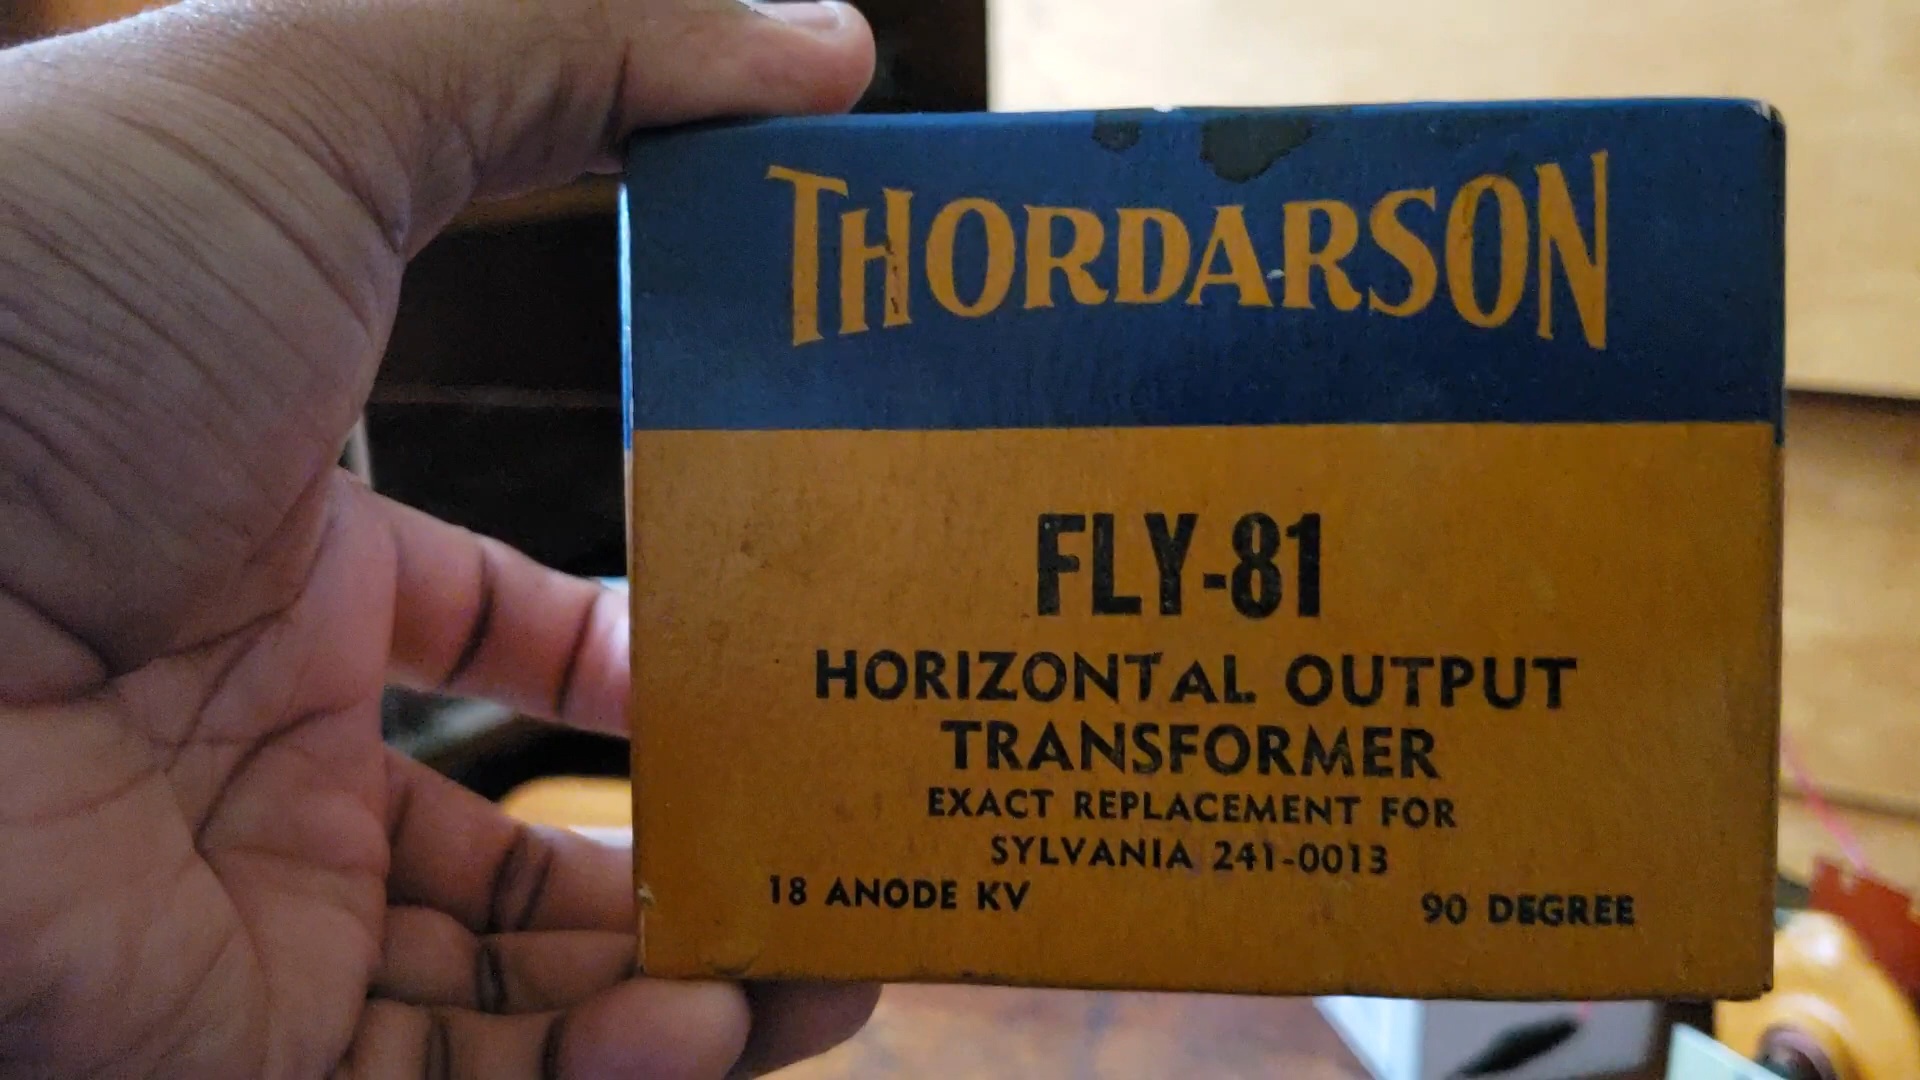 THORDARSON
FLY-81
HORIZONTAL OUTPUT
TRANSFORMER
EXACT REPLACEMENT FOR
SYLVANIA 241-0013
18 ANODE KV 90 DEGREE